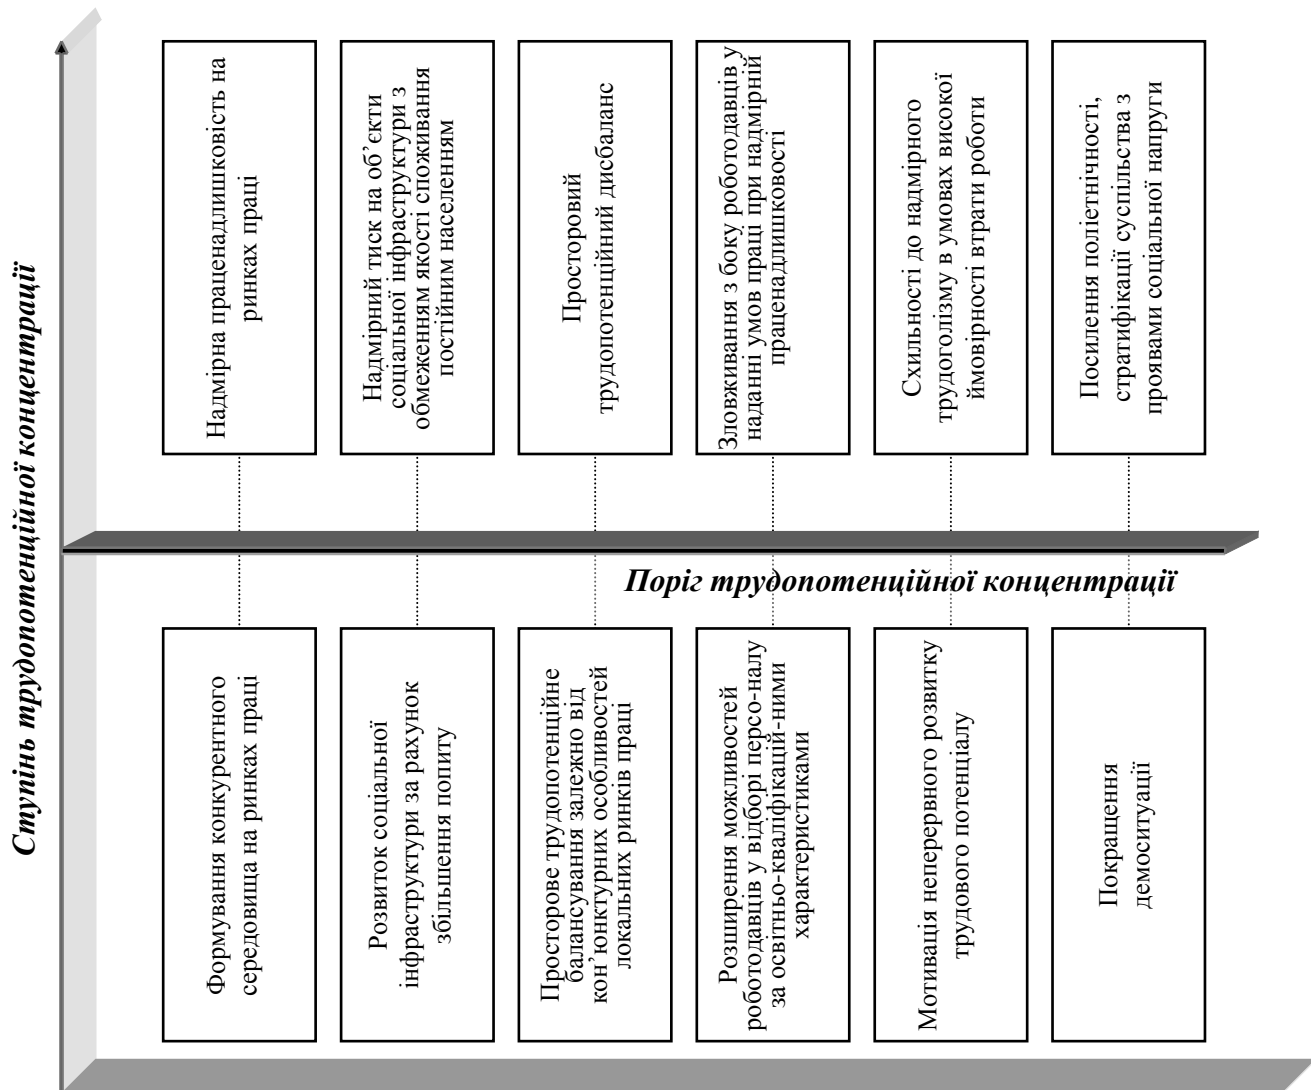 Ступінь трудопотенційної концентрації
Надмірна праценадлишковість на
ринках праці
Надмірний тиск на об’єкти
соціальної інфраструктури з
обмеженням якості споживання
постійним населенням
Просторовий
трудопотенційний дисбаланс
Зловживання з боку роботодавців у
наданні умов праці при надмірній
праценадлишковості
Схильності до надмірного
трудоголізму в умовах високої
ймовірності втрати роботи
Посилення поліетнічності,
стратифікації суспільства з
проявами соціальної напруги
Поріг трудопотенційної концентрації
Формування конкурентного
середовища на ринках праці
Розвиток соціальної
інфраструктури за рахунок
збільшення попиту
Просторове трудопотенційне
балансування залежно від
кон’юнктурних особливостей
локальних ринків праці
Розширення можливостей
роботодавців у відборі персо-налу
за освітньо-кваліфікацій-ними
характеристиками
Мотивація неперервного розвитку
трудового потенціалу
Покращення
демоситуації